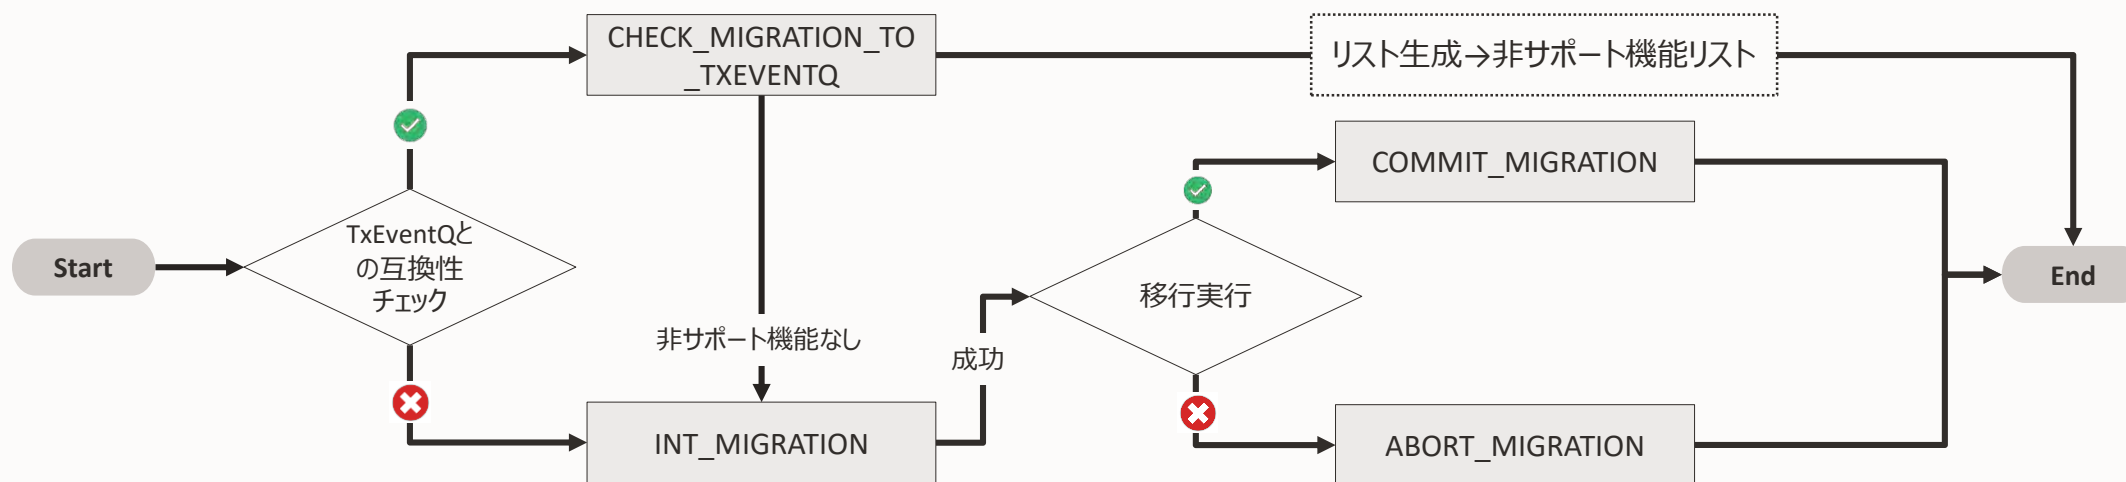 CHECK_MIGRATION_TO
_TXEVENTQ
リスト生成→非サポート機能リスト
COMMIT_MIGRATION
TxEventQと
の互換性
チェック
Start
移行実行
End
非サポート機能なし
成功
INT_MIGRATION
ABORT_MIGRATION